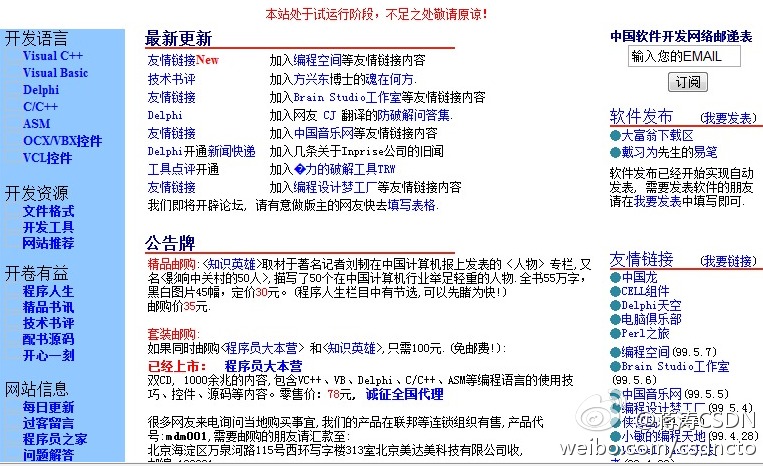 本站处于试运行阶段，不足之处敬请原谅！
开发语言
Visual C++
Visual Basic
Delphi
C/C++
ASM
OCX/VBX控件
VCL控件
开发资源
文件格式
开发工具
网站推荐
开卷有益
程序人生
精品书讯
技术书评
配书源码
开心一刻
网站信息
每日更新
过客留言
程序员之家
问题解答
最新更新
友情链接New 加入编程空间等友情链接内容
技术书评 加入方兴东博士的魂在何方.
友情链接 加入Brain Studio工作室等友情链接内容
Delphi 加入网友 CJ 翻译的防破解问答集.
友情链接 加入中国音乐网等友情链接内容
Delphi开通新闻快递 加入几条关于Inprise公司的旧闻
工具点评开通 加入�力的破解工具TRW
友情链接 加入编程设计梦工厂等友情链接内容
我们即将开辟论坛，请有意做版主的网友快去填写表格.
公告牌
精品邮购:<知识英雄>取材于著名记者刘韧在中国计算机报上发表的 <人物> 专栏,又
名<影响中关村的50人>,描写了50个在中国计算机行业举足轻重的人物.全书55万字，
黑白图片45幅，定价30元。(程序人生栏目中有节选,可以先睹为快!)
邮购价35元.
套装邮购:
如果同时邮购<程序员大本营> 和<知识英雄>,只需100元.(免邮费!):
已经上市： 程序员大本营
双CD, 1000余兆的内容,包含VC++、VB、Delphi、C/C++、ASM等编程语言的使用技
巧、控件、源码等内容。零售价：78元, 诚征全国代理
很多网友来电询问当地购买事宜,我们的产品在联邦等连锁组织有售,产品代
号:mdm001,需要邮购的朋友请汇款至:
北京海淀区万泉河路115号西环写字楼313室北京美达美科技有限公司收,
中国软件开发网络邮递表
输入您的EMAIL
订阅
软件发布 (我要发表)
大富翁下载区
戴习为先生的易笔
软件发布已经开始实现自动
发表, 需要发表软件的朋友
请在我要发表中填写即可.
友情链接 (我要链接)
中国龙
CELL组件
Delphi天空
电脑俱乐部
Perl之旅
编程空间(99.5.7)
Brain Studio工作室
(99.5.6)
中国音乐网(99.5.5)
编程设计梦工厂(99.5.4)
小敏的编程天地(99.4.28)
@蒋涛CSDN
weibo.com/csdncto